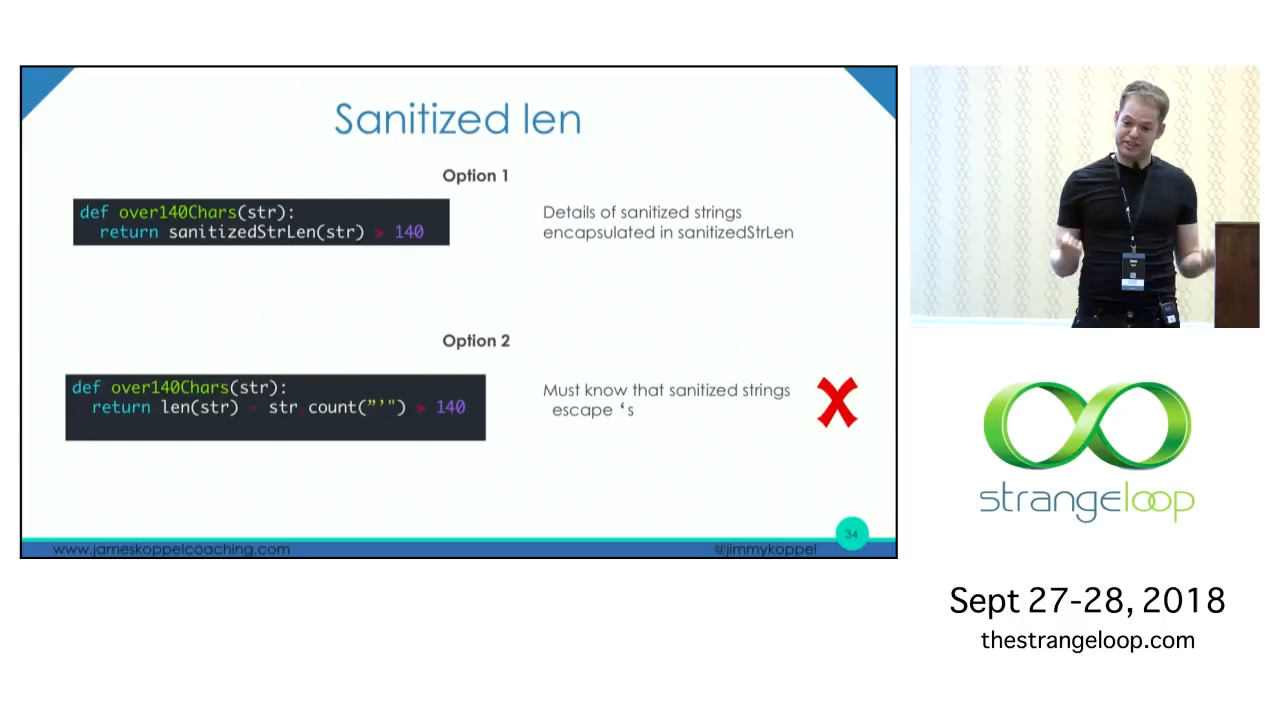 Sanitized len
Option 1
def over140Chars(str):
return sanitizedStrLen(str) > 140
Details of sanitized strings
encapsulated in sanitizedStrLen
Option 2
def over140Chars(str):
return len(str) - str.count("’") > 140
Must know that sanitized strings
escape ‘s
34
www.jameskoppelcoaching.com
@jimmykoppel
strangeloop
Sept 27-28, 2018
thestrangeloop.com